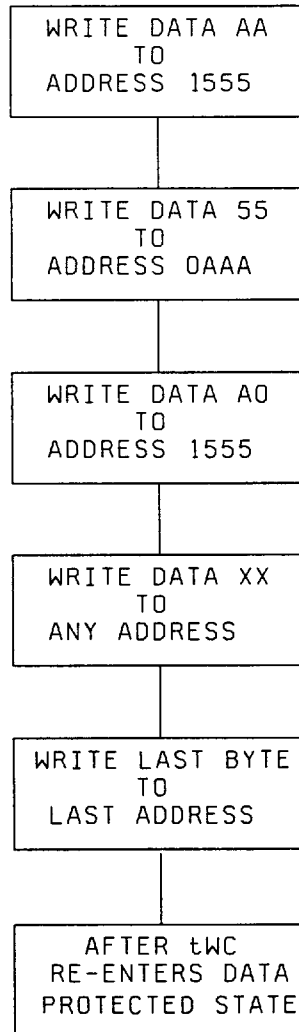 WRITE DATA AA
TO
ADDRESS 1555
WRITE DATA 55
TO
ADDRESS 0AAA
WRITE DATA A0
TO
ADDRESS 1555
WRITE DATA XX
TO
ANY ADDRESS
WRITE LAST BYTE
TO
LAST ADDRESS
AFTER tWC
RE-ENTERS DATA
PROTECTED STATE